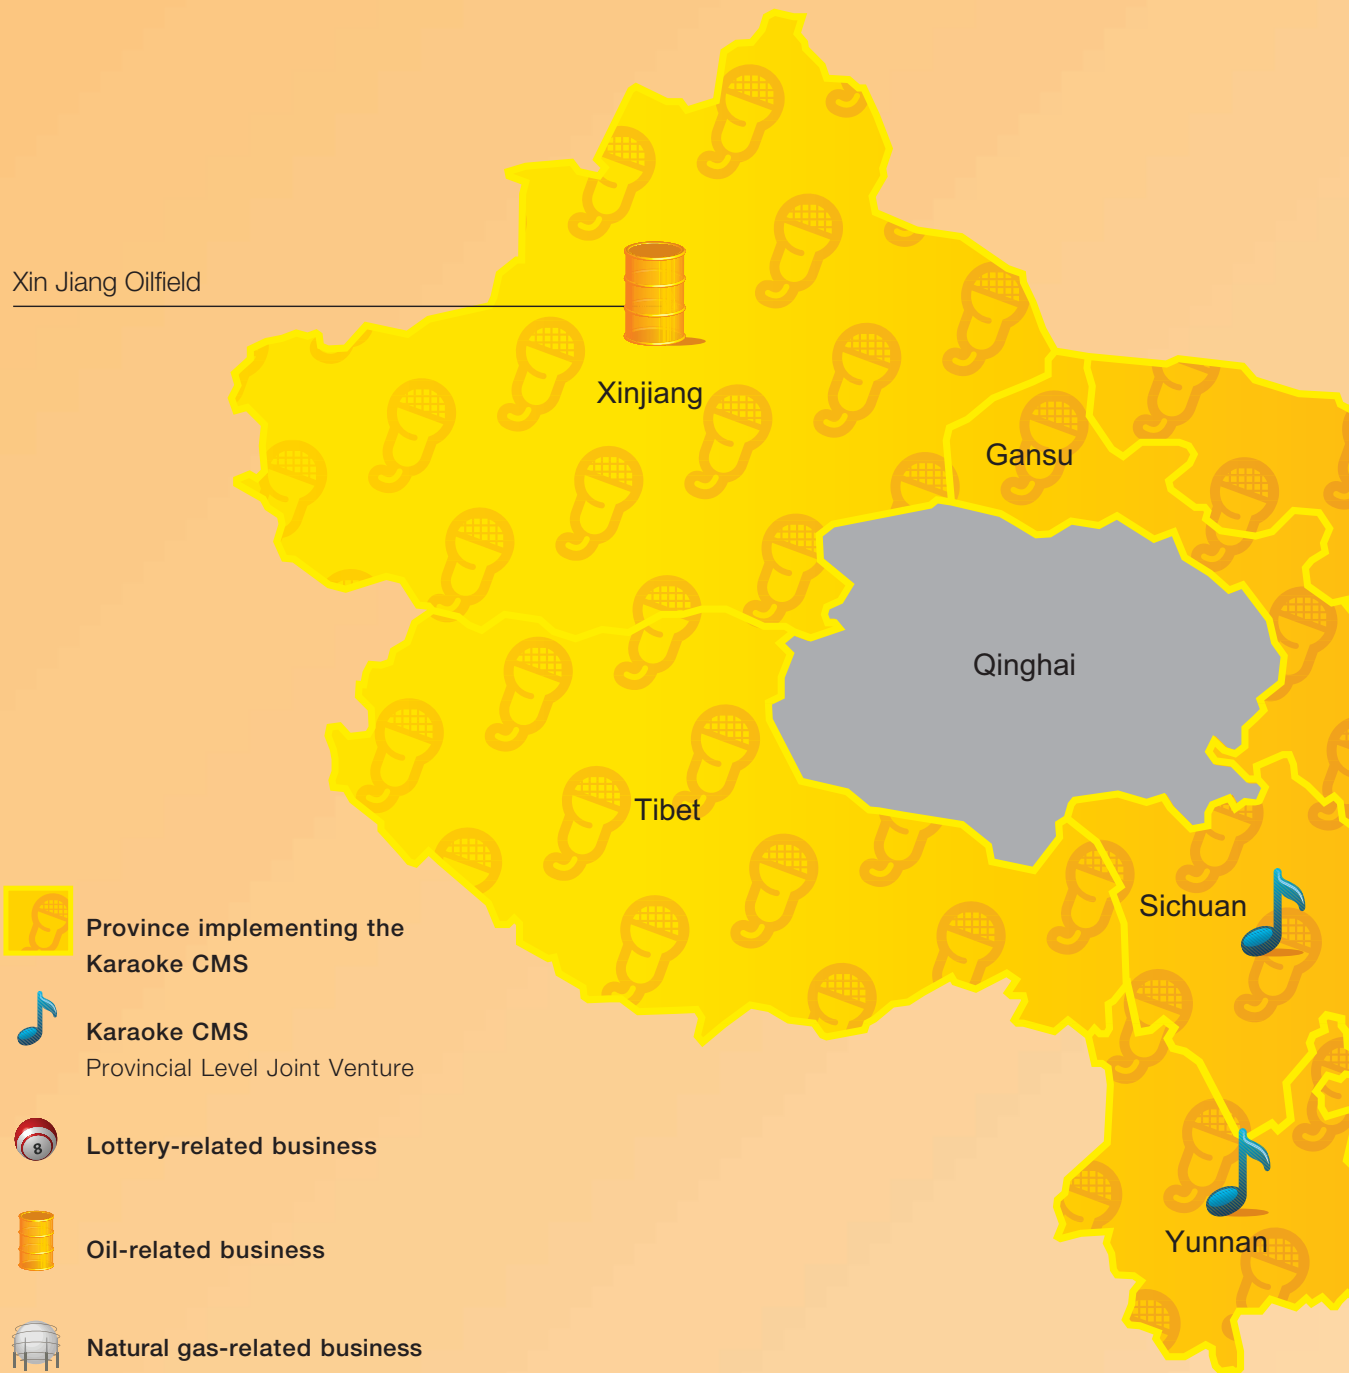 Xin Jiang Oilfield
Xinjiang
Gansu
Qinghai
Tibet
Sichuan
Yunnan
Province implementing the
Karaoke CMS
Karaoke CMS
Provincial Level Joint Venture
8
Lottery-related business
Oil-related business
Natural gas-related business